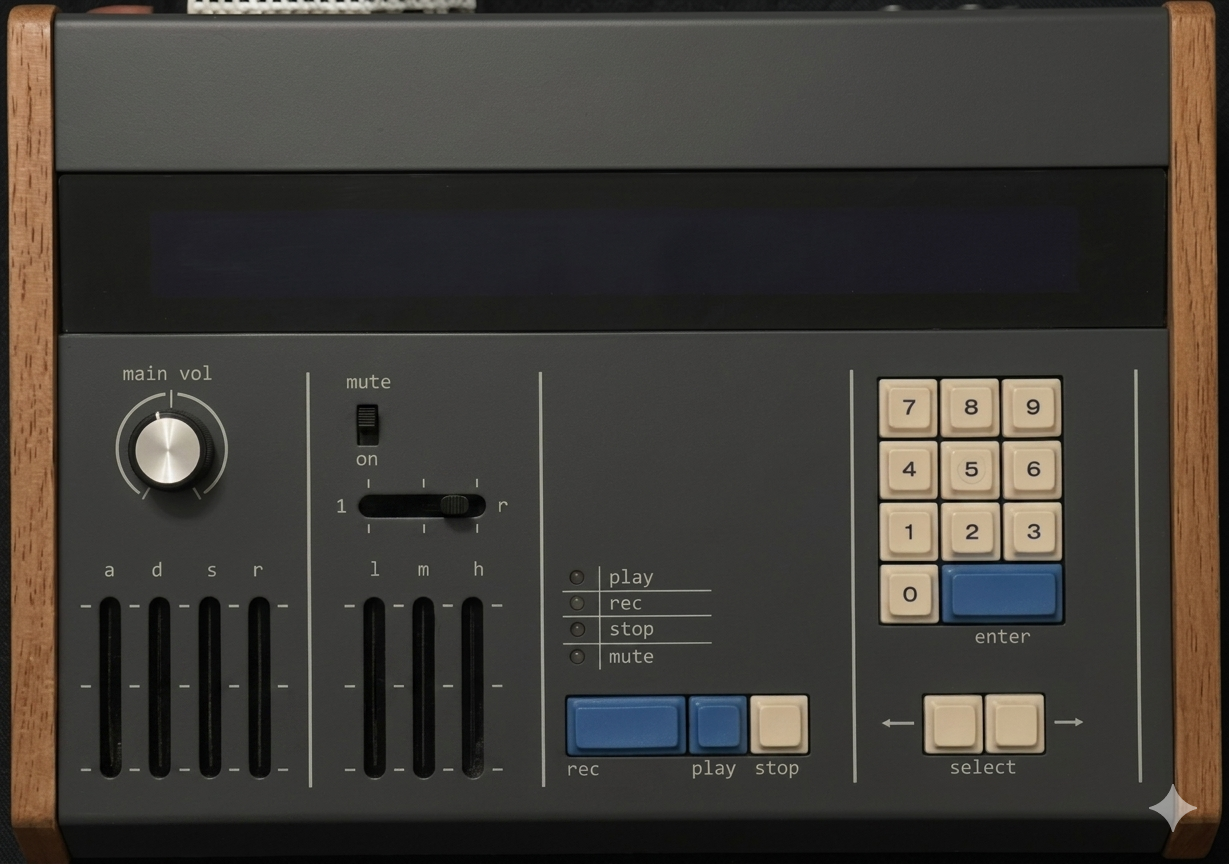 main vol
mute
on
1 r
a d s r
l m h
play
rec
stop
mute
rec play stop
7 8 9
4 5 6
1 2 3
0
enter
select